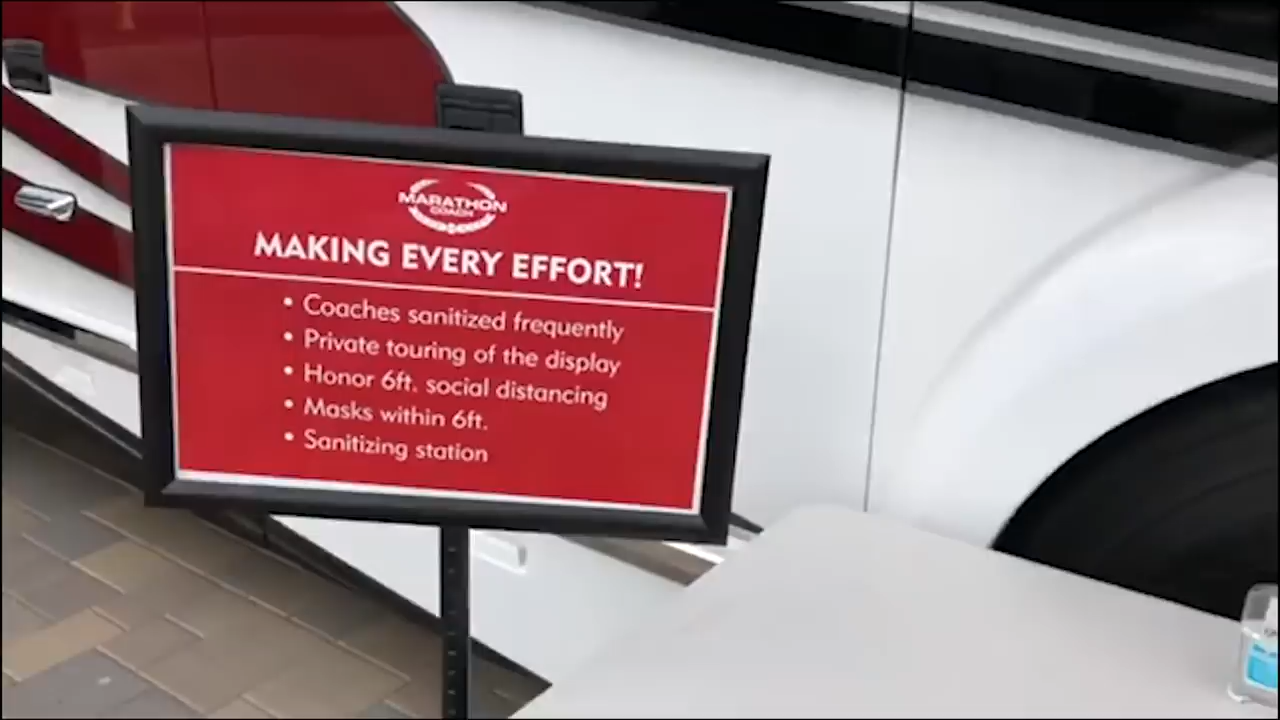 MARATHON
COACH
MAKING EVERY EFFORT!
• Coaches sanitized frequently
• Private touring of the display
• Honor 6ft. social distancing
• Masks within 6ft.
• Sanitizing station